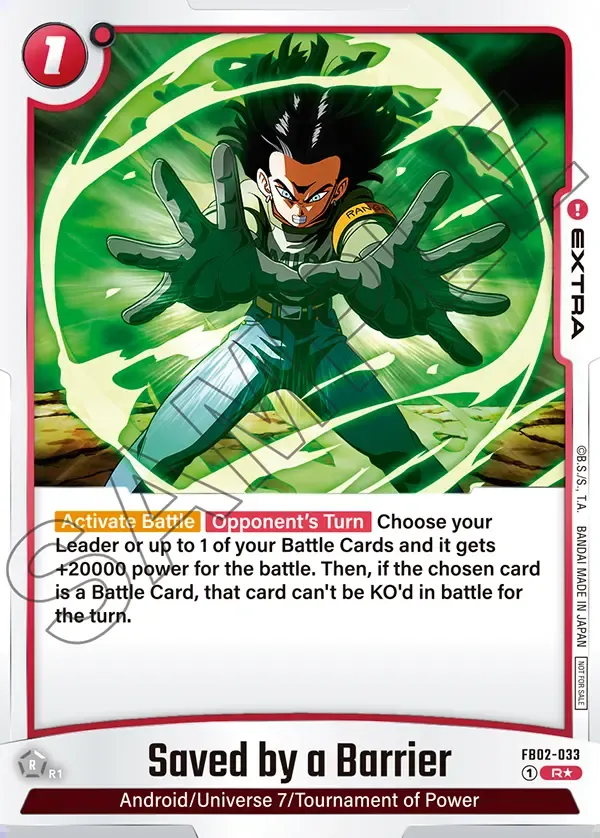 1
RANGER
! EXTRA
Activate Battle Opponent's Turn Choose your
Leader or up to 1 of your Battle Cards and it gets
+20000 power for the battle. Then, if the chosen card
is a Battle Card, that card can't be KO'd in battle for
the turn.
©B.S./S., T.A. BANDAI MADE IN JAPAN
NOT FOR SALE
SAMPLE
R R1
Saved by a Barrier
FB02-033
1 R★
Android/Universe 7/Tournament of Power